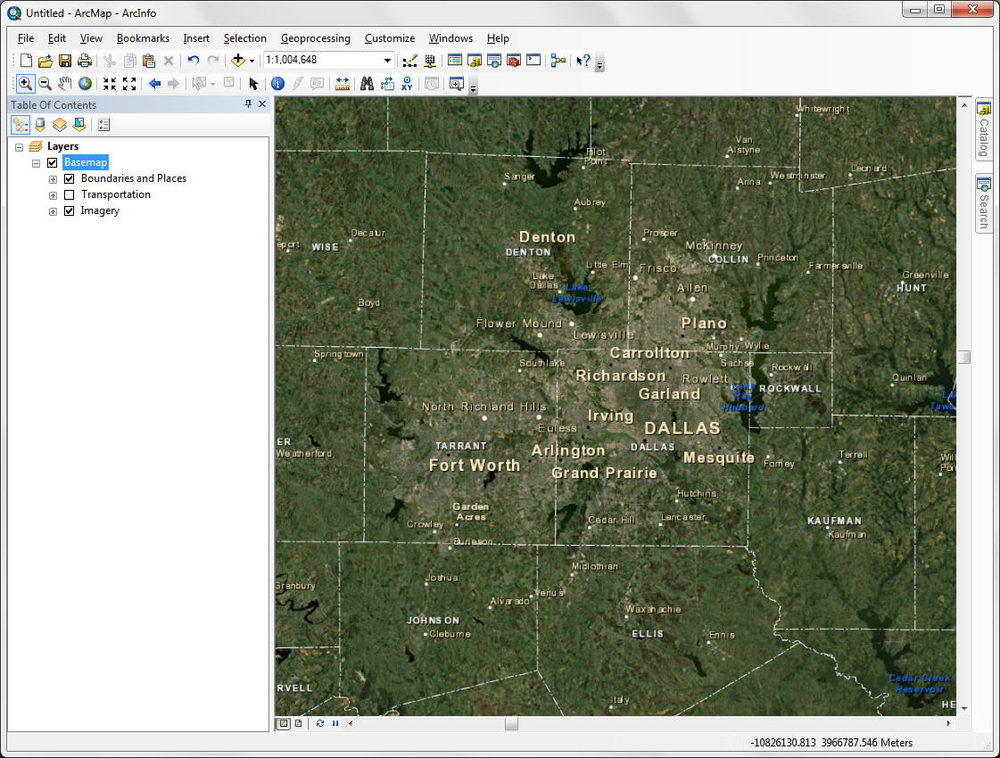 Untitled - ArcMap - ArcInfo
File Edit View Bookmarks Insert Selection Geoprocessing Customize Windows Help
1:1,004,648
Table Of Contents
Layers
Basemap
Boundaries and Places
Transportation
Imagery
Catalog
Search
Whitewright
Van
Alstyne
Pilot
Point
Sanger
Anna
Westminster
Leonard
Aubrey
Denton
DENTON
Decatur
WISE
eport
Prosper
McKinney
COLLIN
Princeton
Farmersville
Little Elm
Frisco
Lake
Dallas
Lake
Lewisville
Allen
Greenville
HUNT
Boyd
Flower Mound
Lewisville
Plano
Murphy
Wylie
Springtown
Southlake
Carrollton
Sachse
Rockwall
Richardson
Rowlett
Garland
Lake
Ray
Hubbard
ROCKWALL
Quinlan
Tawa
North Richland Hills
Euless
Irving
DALLAS
DALLAS
ER
Weatherford
TARRANT
Fort Worth
Arlington
Grand Prairie
Mesquite
Forney
Terrell
Hutchins
Garden
Acres
Crowley
Cedar Hill
Lancaster
KAUFMAN
Kaufman
Burleson
Midlothian
Joshua
Granbury
Alvarado
Venus
Waxahachie
JOHNSON
Cleburne
ELLIS
Ennis
RVELL
Italy
Cedar Creek
Reservoir
HE
-10826130.813 3966787.546 Meters